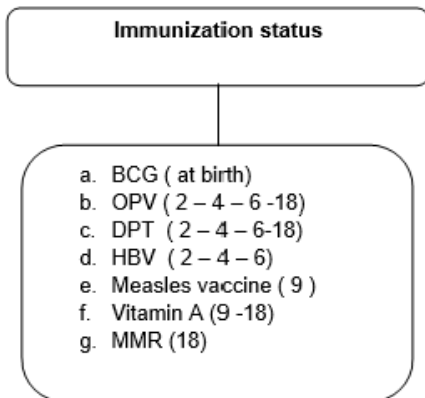 Immunization status
a. BCG ( at birth)
b. OPV ( 2 – 4 – 6 -18)
c. DPT ( 2 – 4 – 6-18)
d. HBV ( 2 – 4 – 6)
e. Measles vaccine ( 9 )
f. Vitamin A (9 -18)
g. MMR (18)